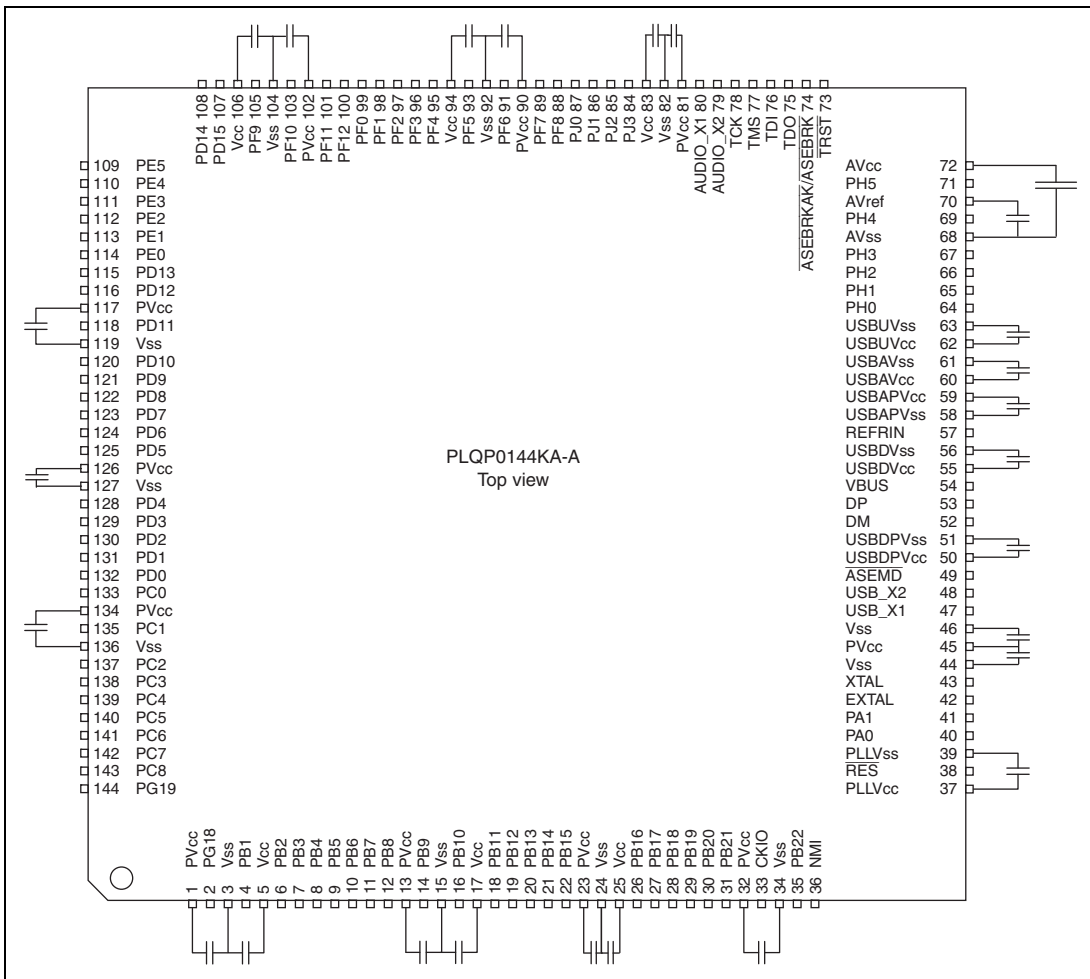 PD14 108
PD15 107
Vcc 106
PF9 105
Vss 104
PF10 103
PVcc 102
PF11 101
PF12 100
PF0 99
PF1 98
PF2 97
PF3 96
PF4 95
Vcc 94
PF5 93
Vss 92
PF6 91
PVcc 90
PF7 89
PF8 88
PJ0 87
PJ1 86
PJ2 85
PJ3 84
Vcc 83
Vss 82
PVcc 81
AUDIO_X1 80
AUDIO_X2 79
TCK 78
TMS 77
TDI 76
TDO 75
ASEBRKAK/ASEBRK 74
TRST 73
109 PE5
110 PE4
111 PE3
112 PE2
113 PE1
114 PE0
115 PD13
116 PD12
117 PVcc
118 PD11
119 Vss
120 PD10
121 PD9
122 PD8
123 PD7
124 PD6
125 PD5
126 PVcc
127 Vss
128 PD4
129 PD3
130 PD2
131 PD1
132 PD0
133 PC0
134 PVcc
135 PC1
136 Vss
137 PC2
138 PC3
139 PC4
140 PC5
141 PC6
142 PC7
143 PC8
144 PG19
PLQP0144KA-A
Top view
AVcc 72
PH5 71
AVref 70
PH4 69
AVss 68
PH3 67
PH2 66
PH1 65
PH0 64
USBUVss 63
USBUVcc 62
USBAVss 61
USBAVcc 60
USBAPVcc 59
USBAPVss 58
REFRIN 57
USBDVss 56
USBDVcc 55
VBUS 54
DP 53
DM 52
USBDPVss 51
USBDPVcc 50
ASEMD 49
USB_X2 48
USB_X1 47
Vss 46
PVcc 45
Vss 44
XTAL 43
EXTAL 42
PA1 41
PA0 40
PLLVss 39
RES 38
PLLVcc 37
1 PVcc
2 PG18
3 Vss
4 PB1
5 Vcc
6 PB2
7 PB3
8 PB4
9 PB5
10 PB6
11 PB7
12 PB8
13 PVcc
14 PB9
15 Vss
16 PB10
17 Vcc
18 PB11
19 PB12
20 PB13
21 PB14
22 PB15
23 PVcc
24 Vss
25 Vcc
26 PB16
27 PB17
28 PB18
29 PB19
30 PB20
31 PB21
32 PVcc
33 CKIO
34 Vss
35 PB22
36 NMI